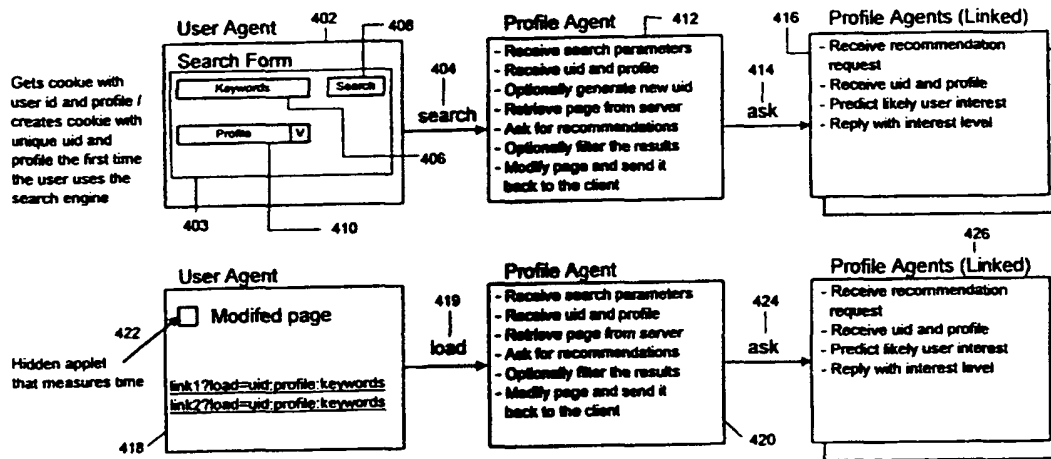 User Agent
402
408
Search Form
Keywords
Search
Profile
V
Gets cookie with
user id and profile /
creates cookie with
unique uid and
profile the first time
the user uses the
search engine
403
410
406
404
search
Profile Agent
412
- Receive search parameters
- Receive uid and profile
- Optionally generate new uid
- Retrieve page from server
- Ask for recommendations
- Optionally filter the results
- Modify page and send it
back to the client
414
ask
416
Profile Agents (Linked)
- Receive recommendation
request
- Receive uid and profile
- Predict likely user interest
- Reply with interest level
User Agent
422
Modifed page
Hidden applet
that measures time
link1?load=uid:profile:keywords
link2?load=uid:profile:keywords
418
419
load
Profile Agent
- Receive search parameters
- Receive uid and profile
- Retrieve page from server
- Ask for recommendations
- Optionally filter the results
- Modify page and send it
back to the client
420
424
ask
426
Profile Agents (Linked)
- Receive recommendation
request
- Receive uid and profile
- Predict likely user interest
- Reply with interest level